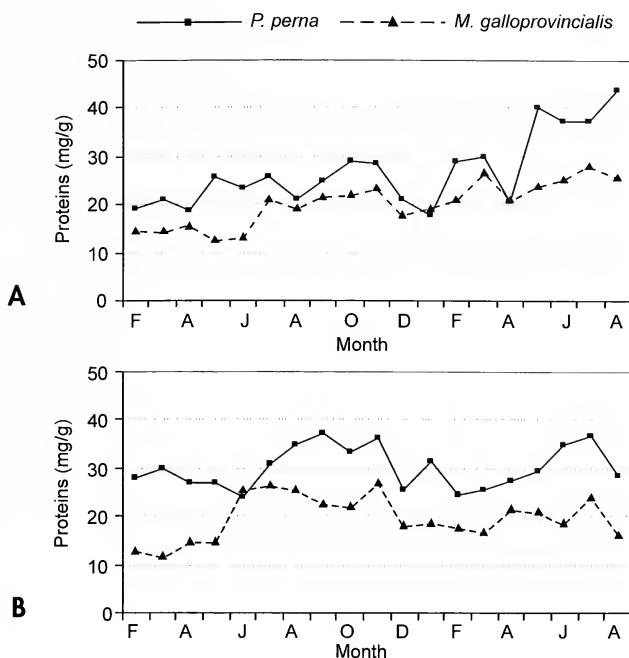 P. perna M. galloprovincialis
50
40
30
20
10
0
Proteins (mg/g)
A
F A J A O D F A J A
Month
50
40
30
20
10
0
Proteins (mg/g)
B
F A J A O D F A J A
Month